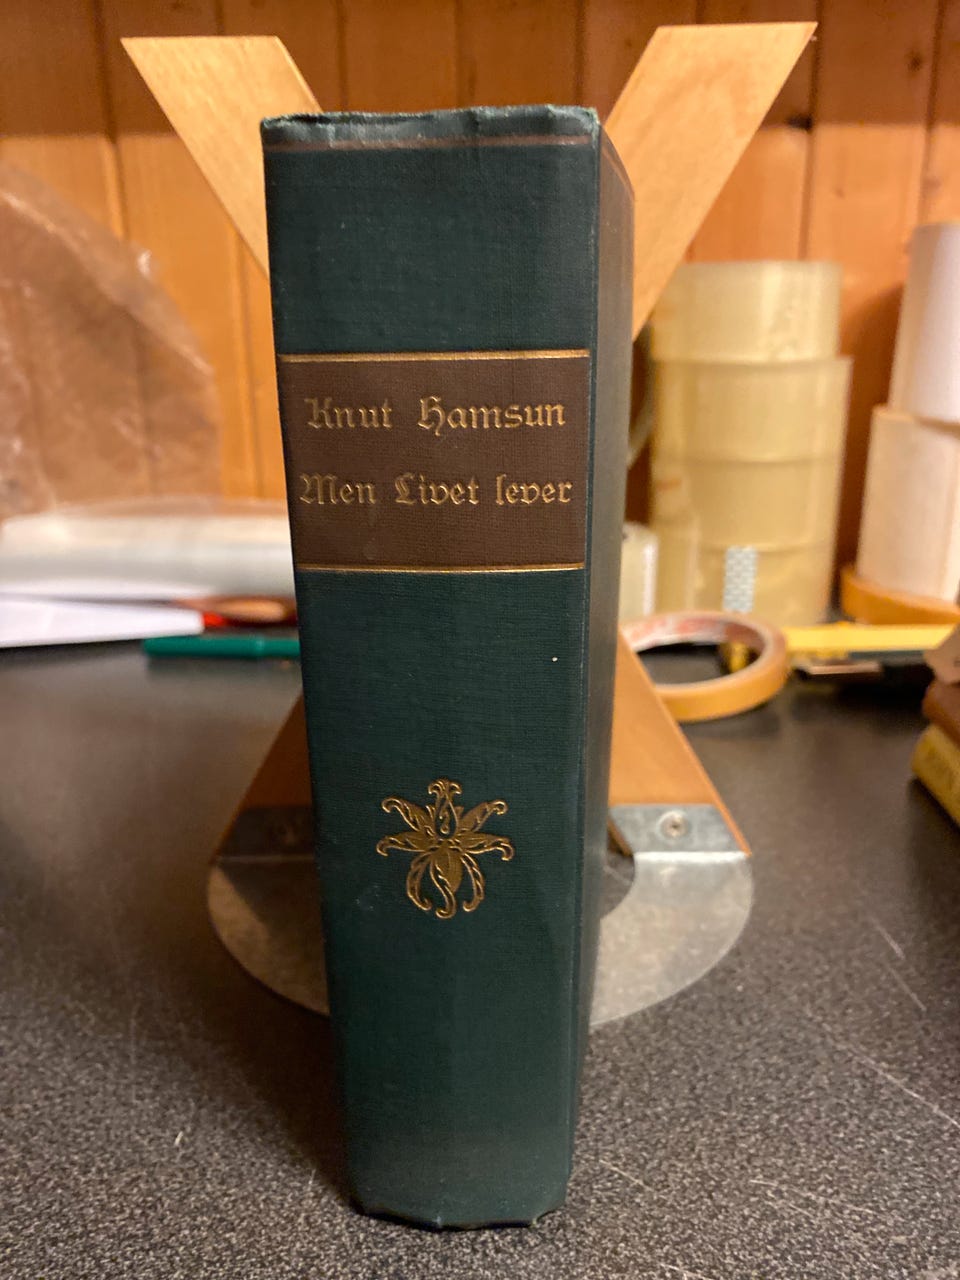 Knut Hamsun
Men Livet lever